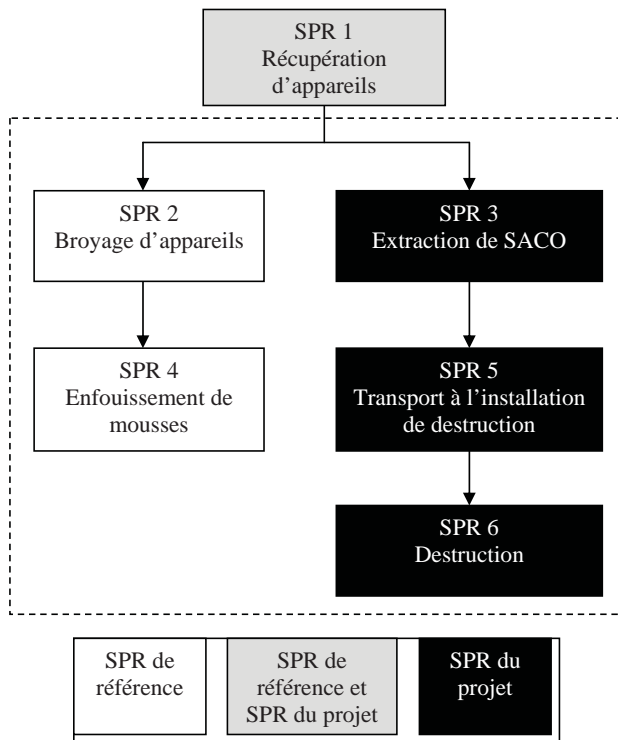 SPR 1
Récupération
d’appareils
SPR 2
Broyage d’appareils
SPR 3
Extraction de SACO
SPR 4
Enfouissement de
mousses
SPR 5
Transport à l’installation
de destruction
SPR 6
Destruction
SPR de
référence
SPR de
référence et
SPR du projet
SPR du
projet